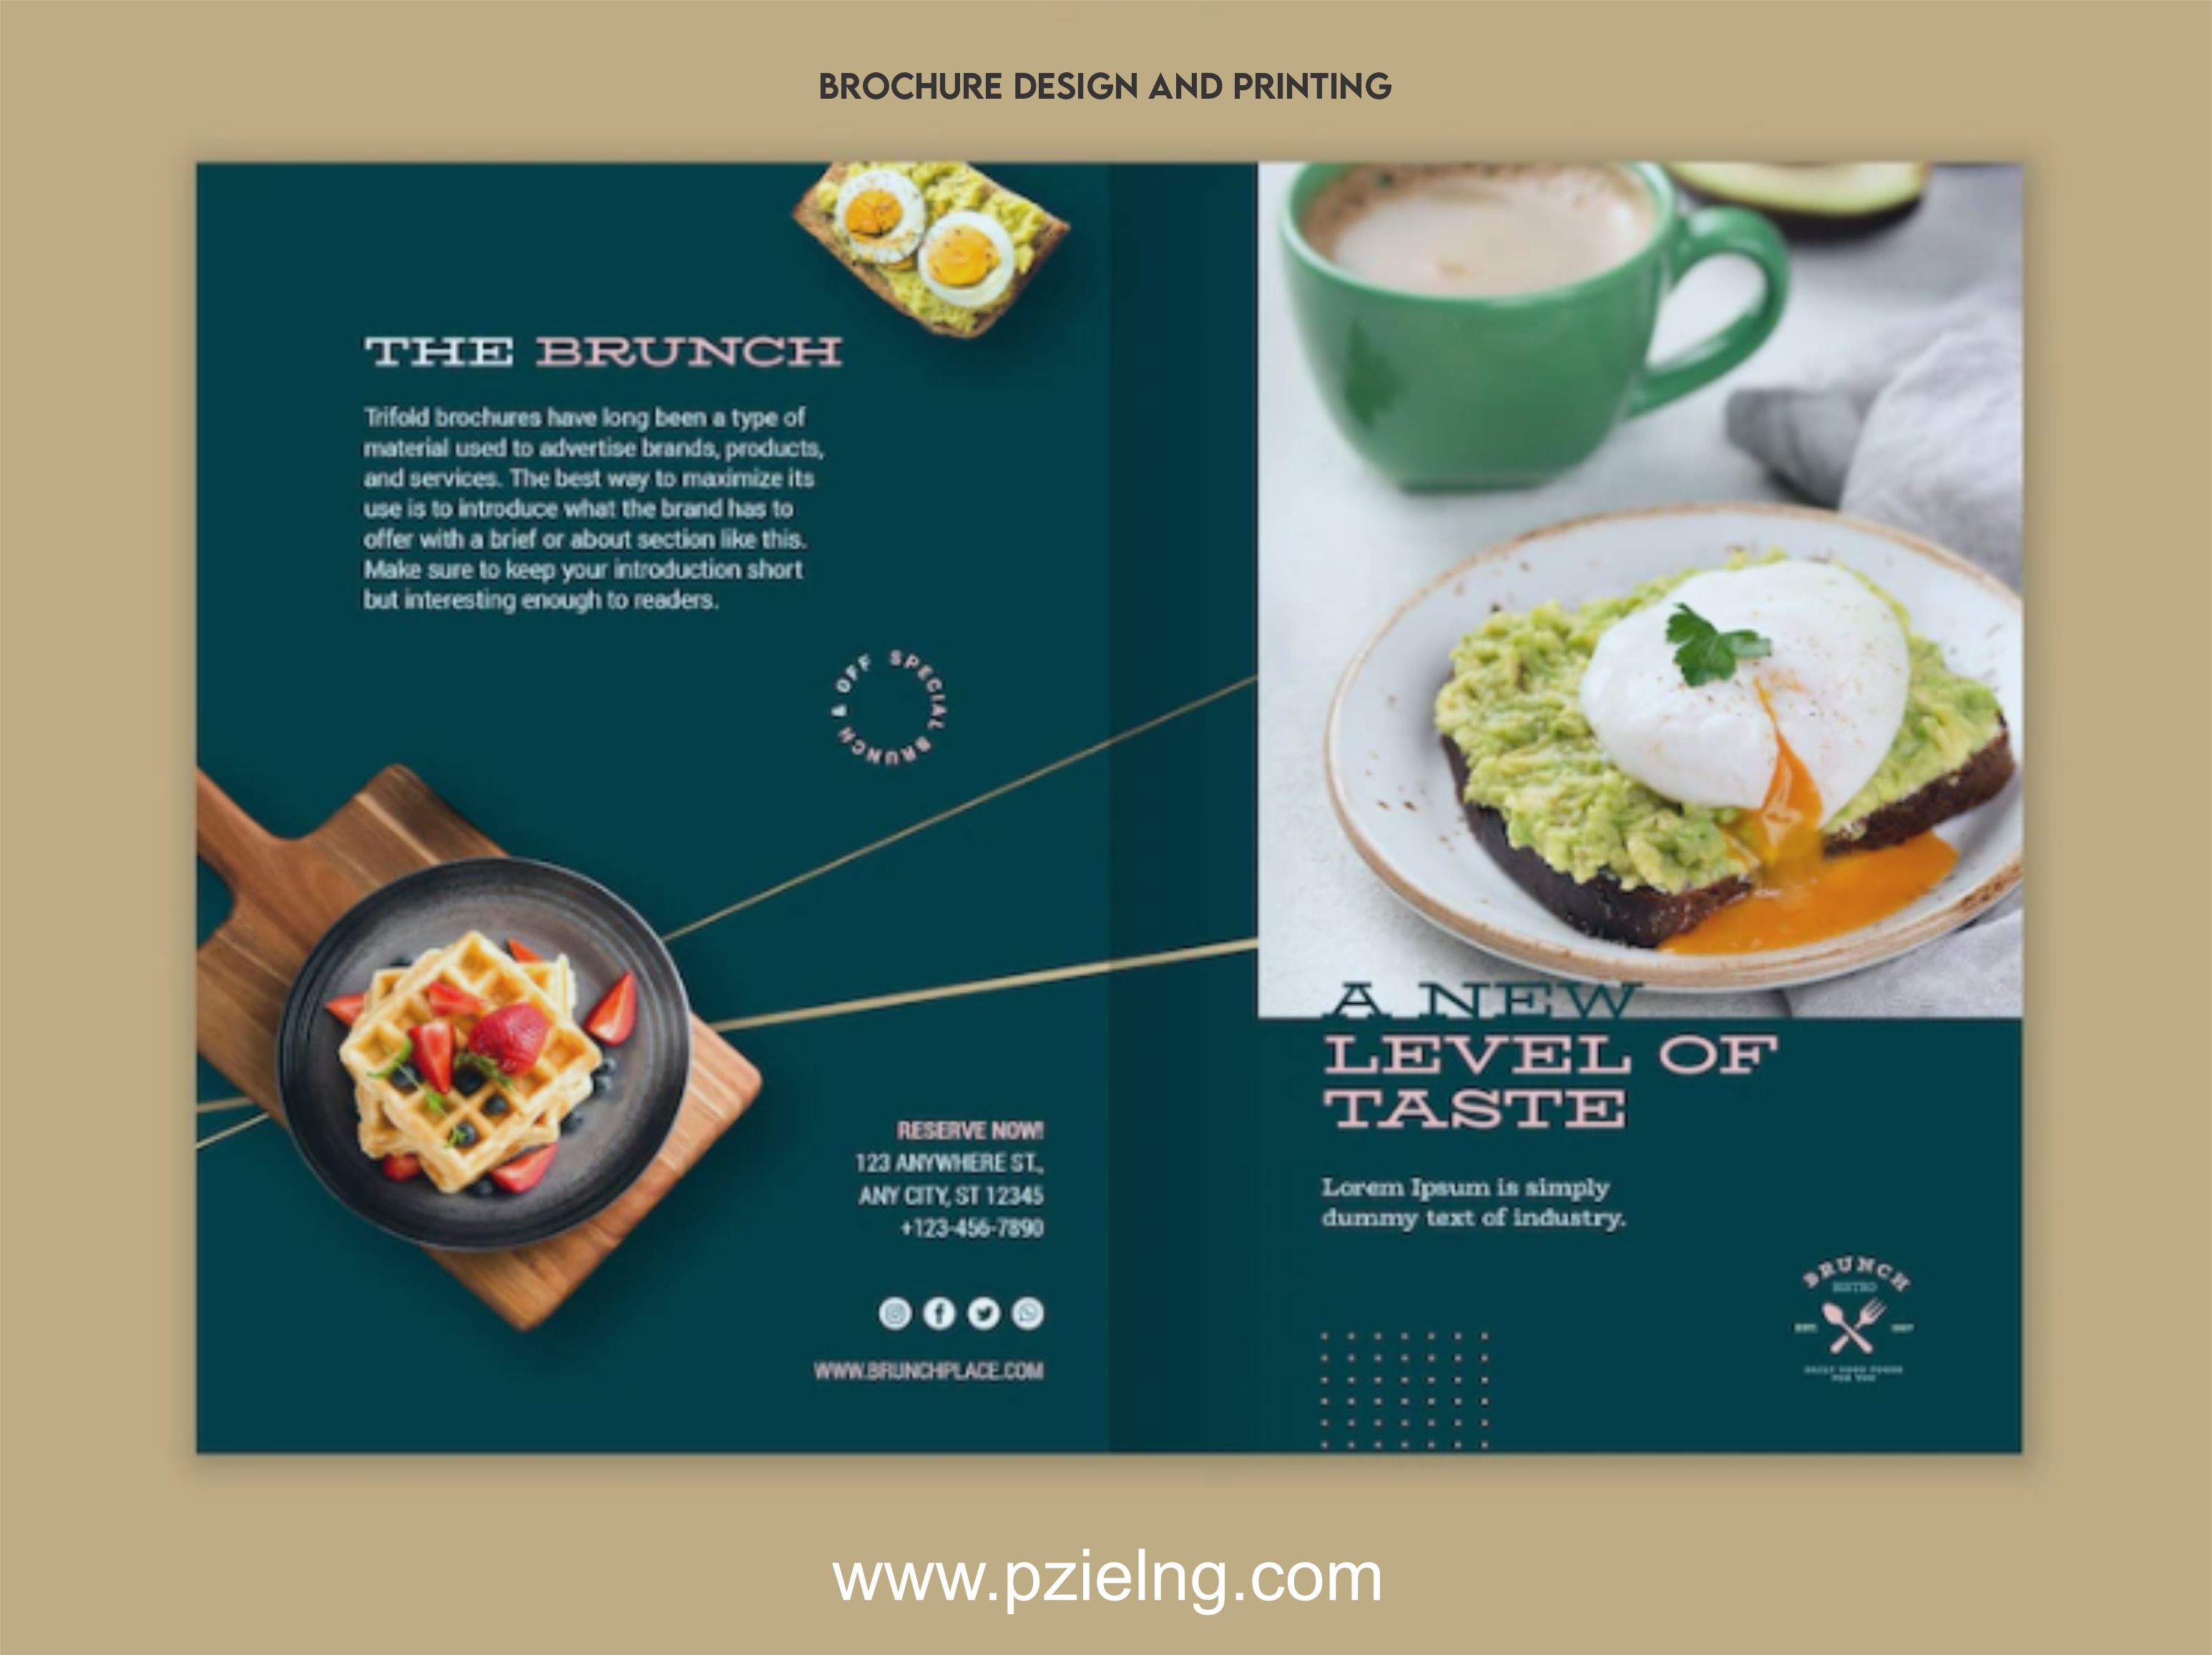 BROCHURE DESIGN AND PRINTING
THE BRUNCH
Trifold brochures have long been a type of
material used to advertise brands, products,
and services. The best way to maximize its
use is to introduce what the brand has to
offer with a brief or about section like this.
Make sure to keep your introduction short
but interesting enough to readers.
SPECIAL BRUNCH & OFF
RESERVE NOW!
123 ANYWHERE ST.,
ANY CITY, ST 12345
+123-456-7890
WWW.BRUNCHPLACE.COM
A NEW
LEVEL OF
TASTE
Lorem Ipsum is simply
dummy text of industry.
BRUNCH
BISTRO
FOR YOU
www.pzielng.com